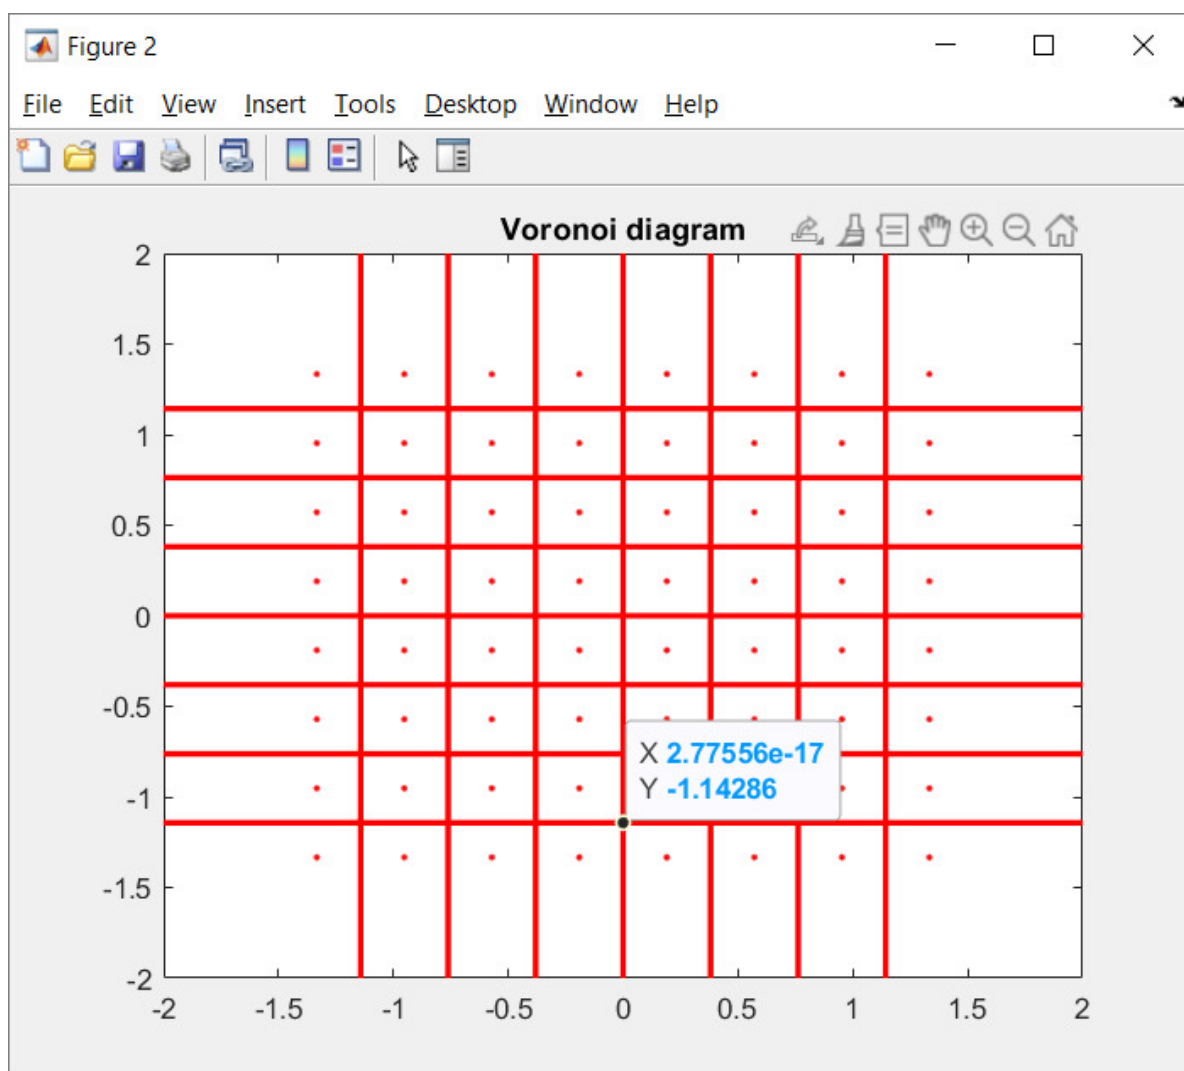 Figure 2
File Edit View Insert Tools Desktop Window Help
Voronoi diagram
2
1.5
1
0.5
0
-0.5
-1
-1.5
-2
X 2.77556e-17
Y -1.14286
-2 -1.5 -1 -0.5 0 0.5 1 1.5 2